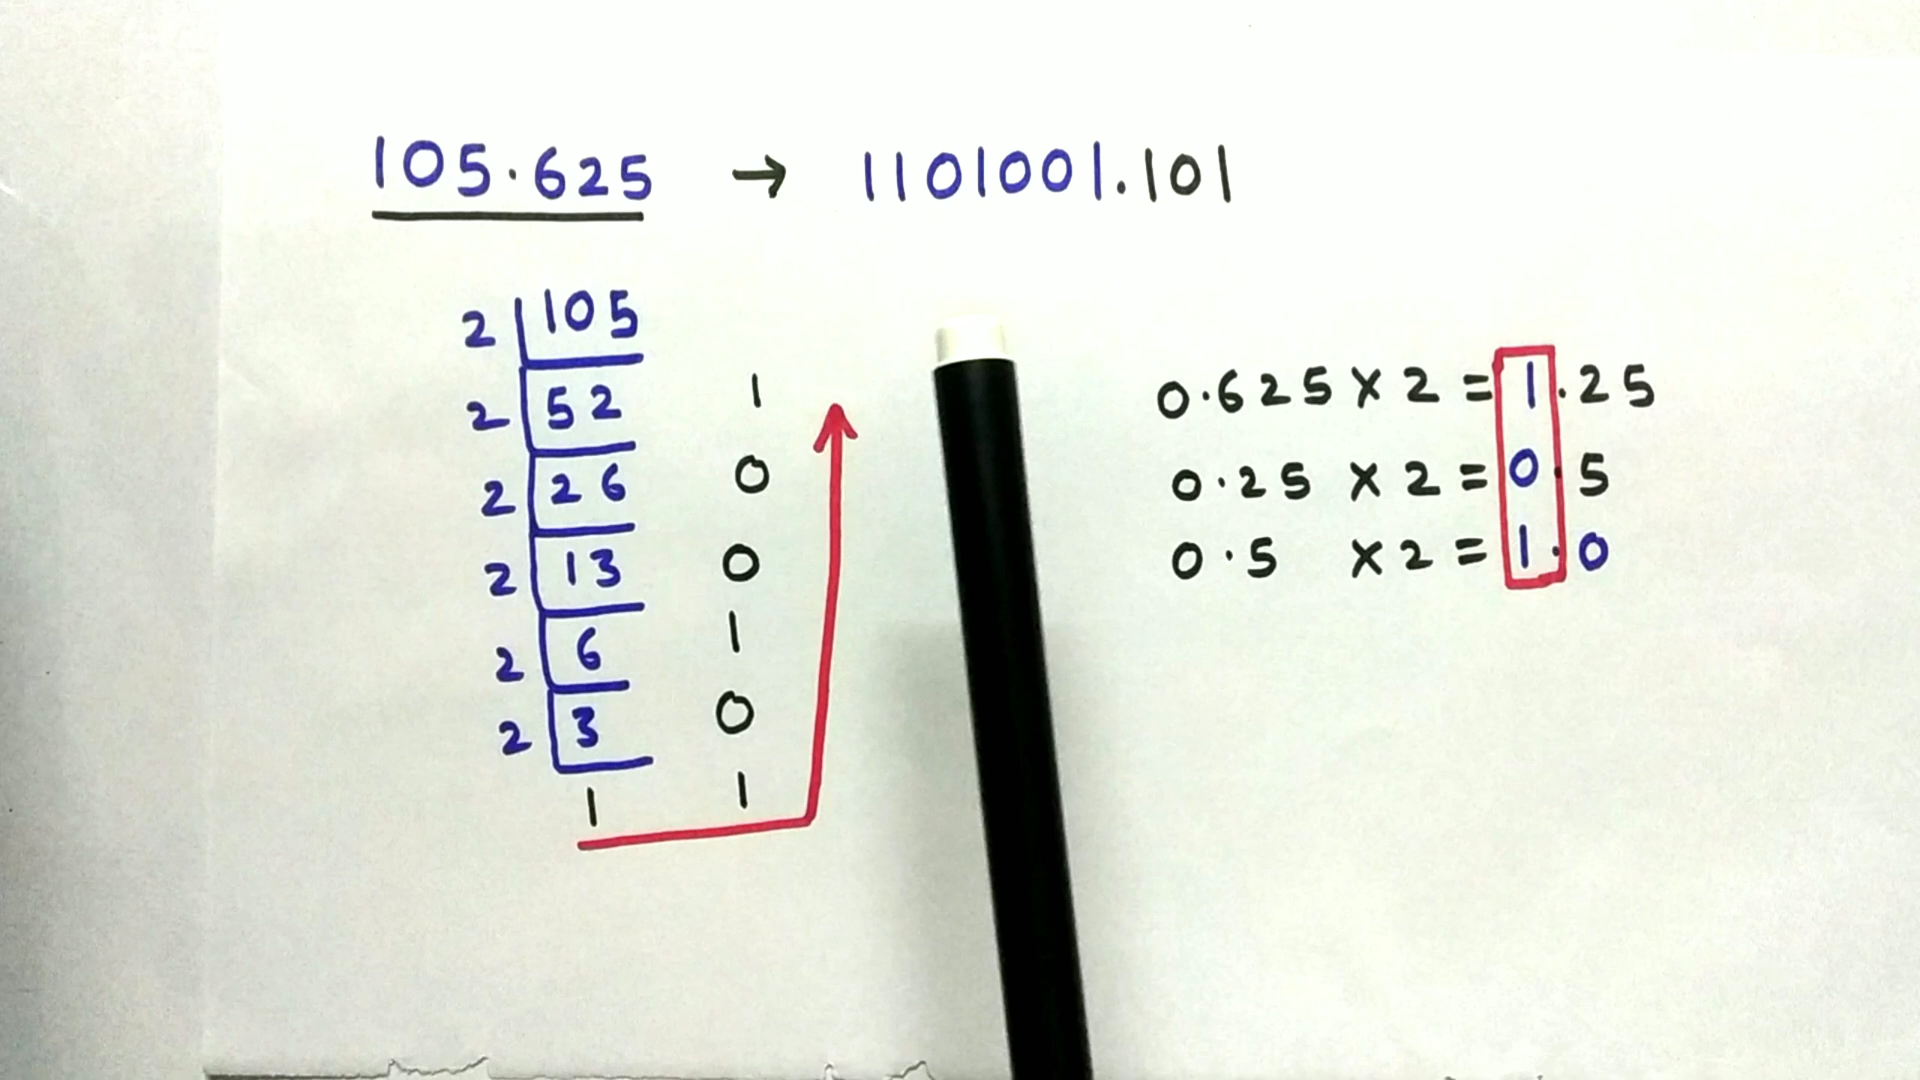 105.625 → 1101001.101
2 105
2 52 1
2 26 0
2 13 0
2 6 1
2 3 0
1 1
0.625 × 2 = 1.25
0.25 × 2 = 0.5
0.5 × 2 = 1.0